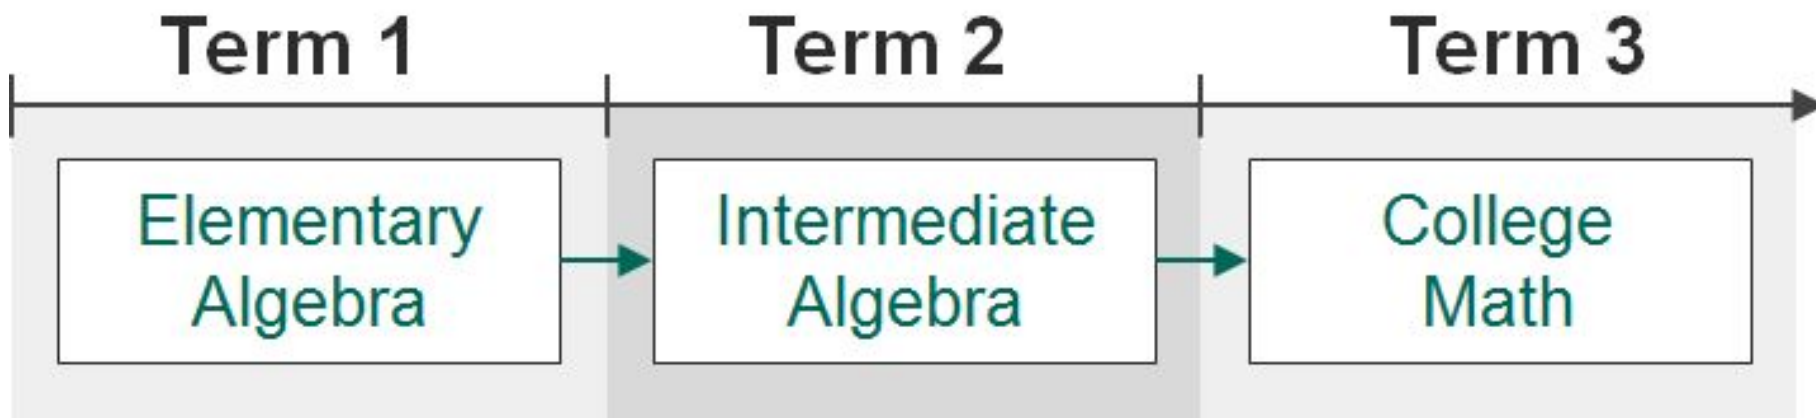 Term 1
Term 2
Term 3
Elementary
Algebra
Intermediate
Algebra
College
Math